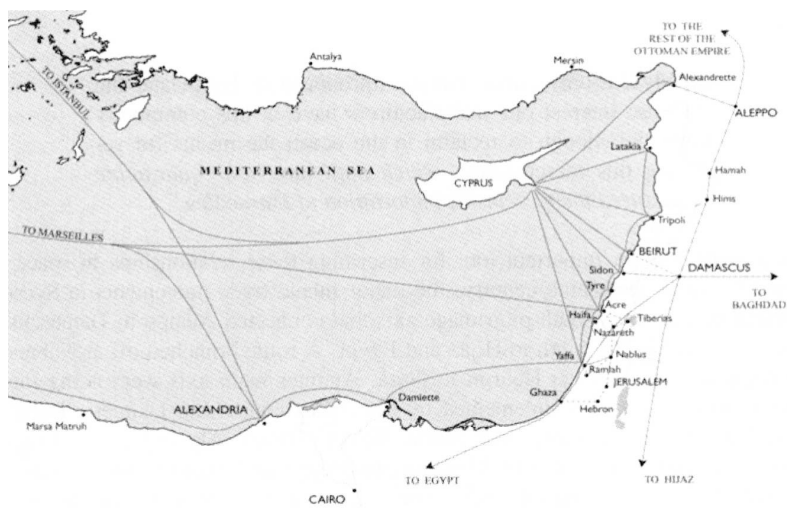 TO THE
REST OF THE
OTTOMAN EMPIRE
Antalya
Mersin
Alexandrette
TO ISTANBUL
ALEPPO
Latakia
MEDITERRANEAN SEA
Hamah
CYPRUS
Hims
Tripoli
TO MARSEILLES
BEIRUT
Sidon
DAMASCUS
Tyre
TO
BAGHDAD
Acre
Haifa
Tiberias
Nazareth
Yaffa
Nablus
Ramlah
JERUSALEM
Ghaza
Damiette
Hebron
ALEXANDRIA
Marsa Matruh
TO EGYPT
TO HIJAZ
CAIRO